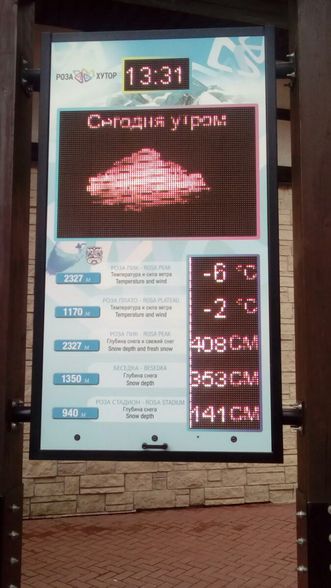 РОЗА ХУТОР
13:31
Сегодня утром
РОЗА ПИК - ROSA PEAK
2327 м
Температура и сила ветра
Temperature and wind
-6 °C
РОЗА ПЛАТО - ROSA PLATEAU
1170 м
Температура и сила ветра
Temperature and wind
-2 °C
РОЗА ПИК - ROSA PEAK
2327 м
Глубина снега и свежий снег
Snow depth and fresh snow
408 СМ
БЕСЕДКА - BESEDKA
1350 м
Глубина снега
Snow depth
353 СМ
РОЗА СТАДИОН - ROSA STADIUM
940 м
Глубина снега
Snow depth
141 СМ